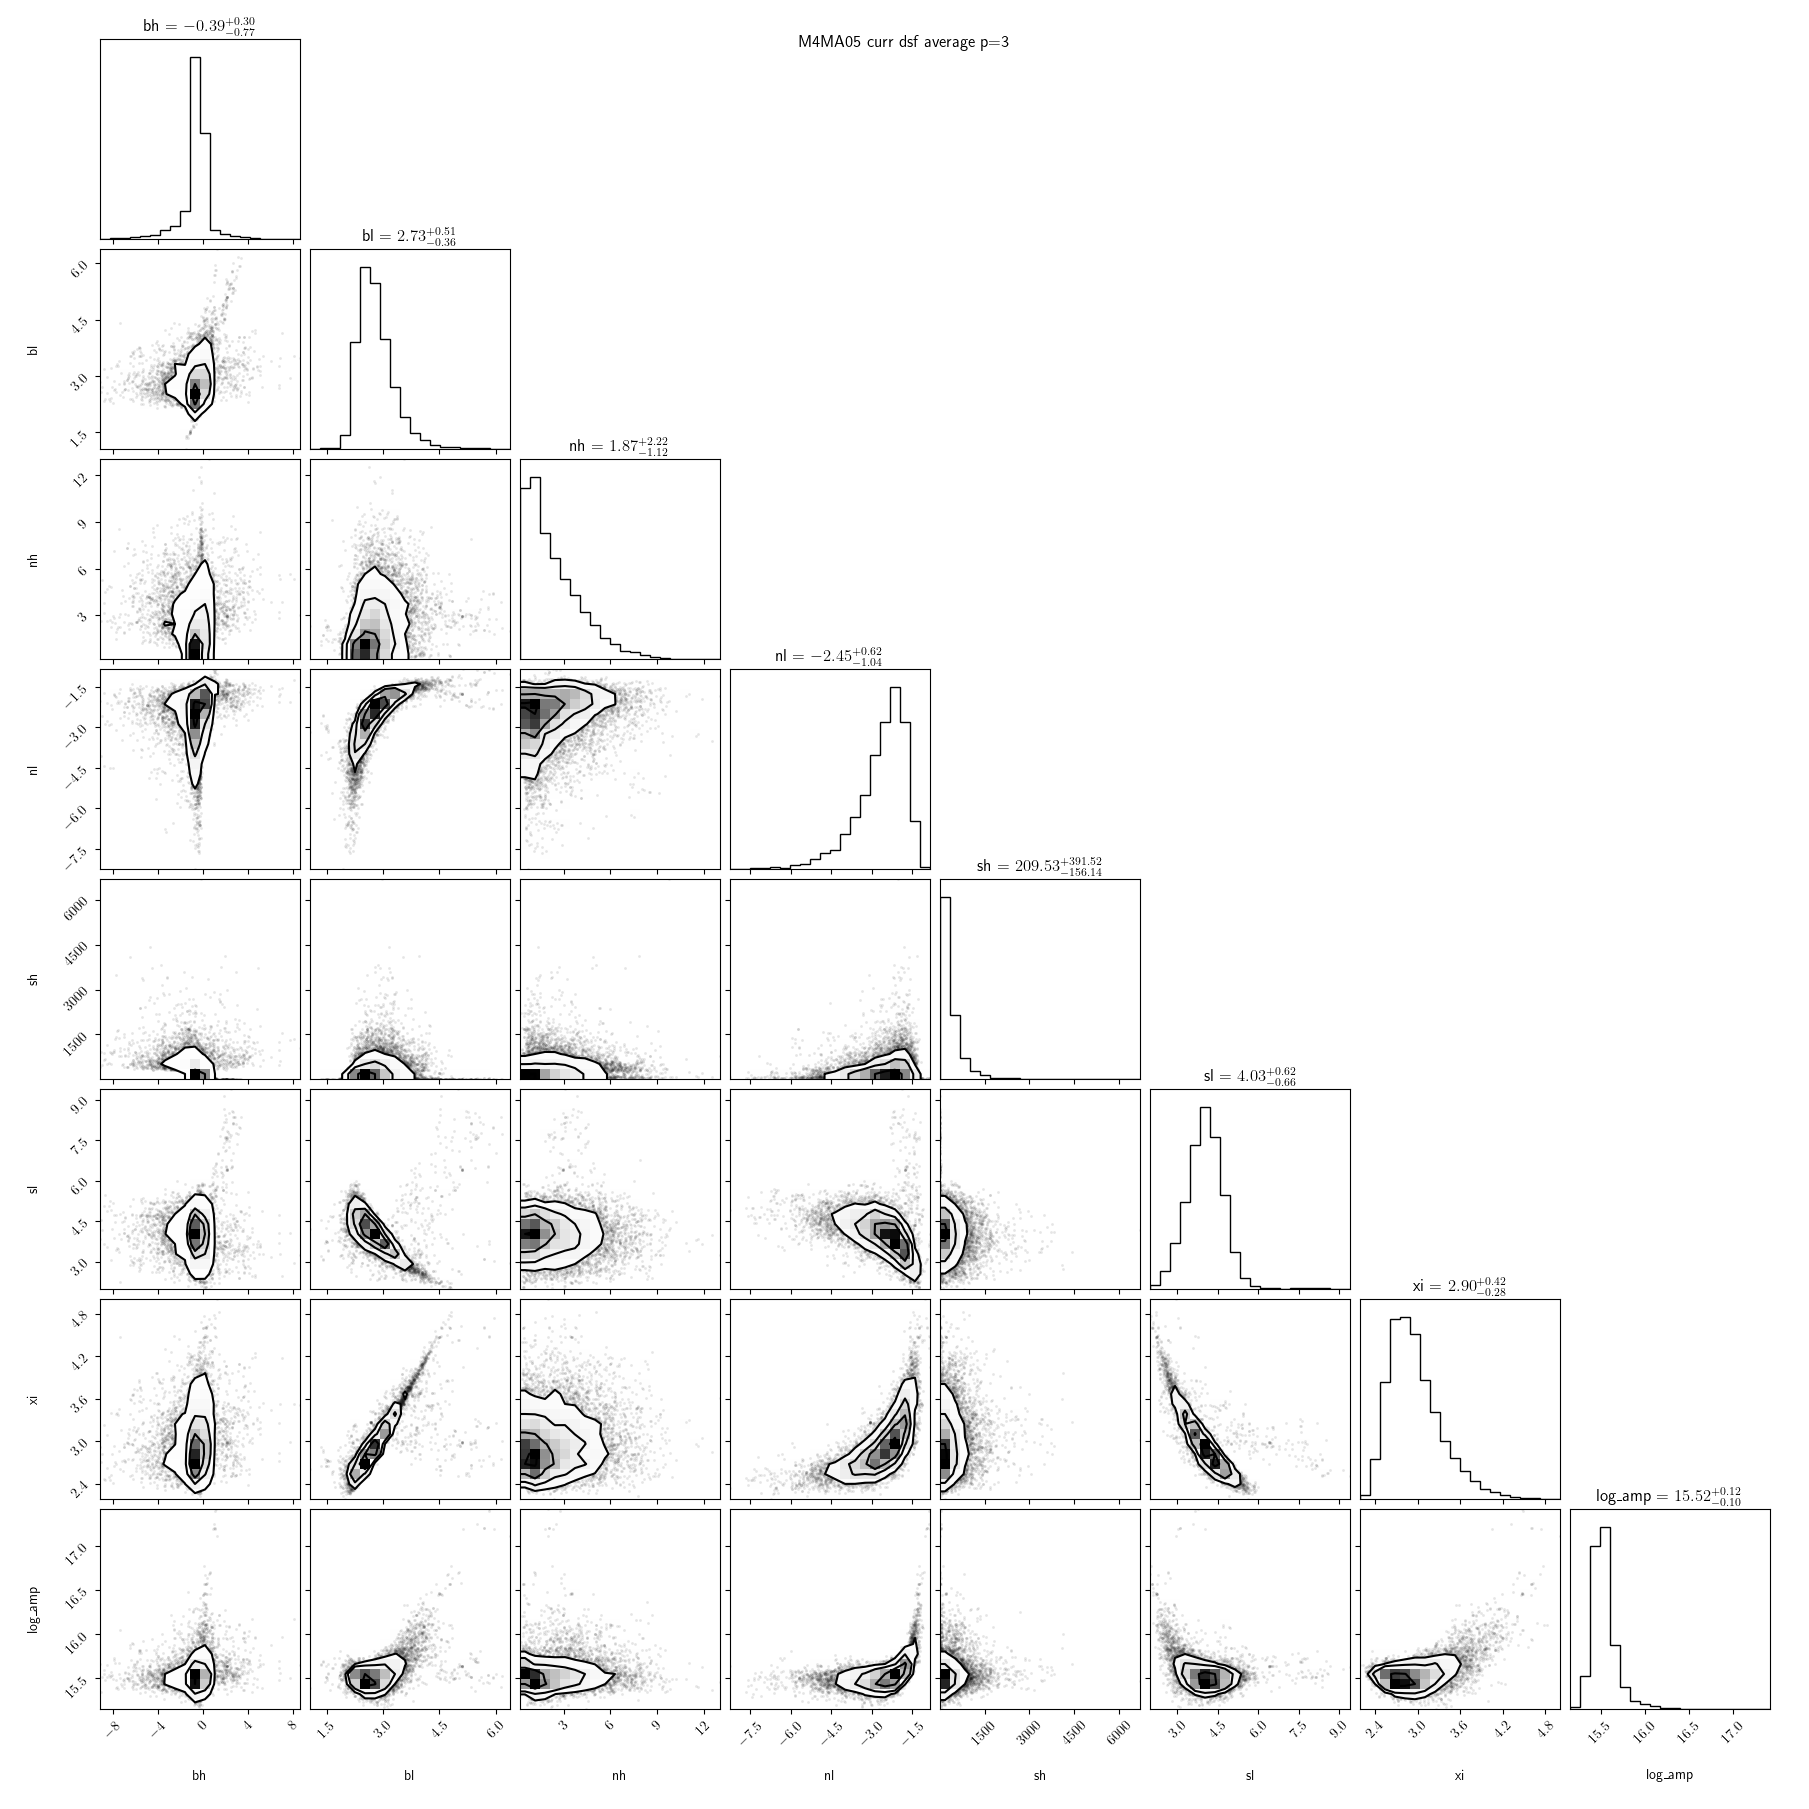 bh = −0.39+0.30−0.77
M4MA05 curr dsf average p=3
bl = 2.73+0.51−0.36
6.0
4.5
3.0
1.5
bl
nh = 1.87+2.22−1.12
12
9
6
3
nh
nl = −2.45+0.62−1.04
−1.5
−3.0
−4.5
−6.0
−7.5
nl
sh = 209.53+391.52−156.14
6000
4500
3000
1500
sh
sl = 4.03+0.62−0.66
9.0
7.5
6.0
4.5
3.0
sl
xi = 2.90+0.42−0.28
4.8
4.2
3.6
3.0
2.4
xi
log_amp = 15.52+0.12−0.10
17.0
16.5
16.0
15.5
log_amp
−8 −4 0 4 8 1.5 3.0 4.5 6.0 3 6 9 12 −7.5 −6.0 −4.5 −3.0 −1.5 1500 3000 4500 6000 3.0 4.5 6.0 7.5 9.0 2.4 3.0 3.6 4.2 4.8 15.5 16.0 16.5 17.0
bh bl nh nl sh sl xi log_amp